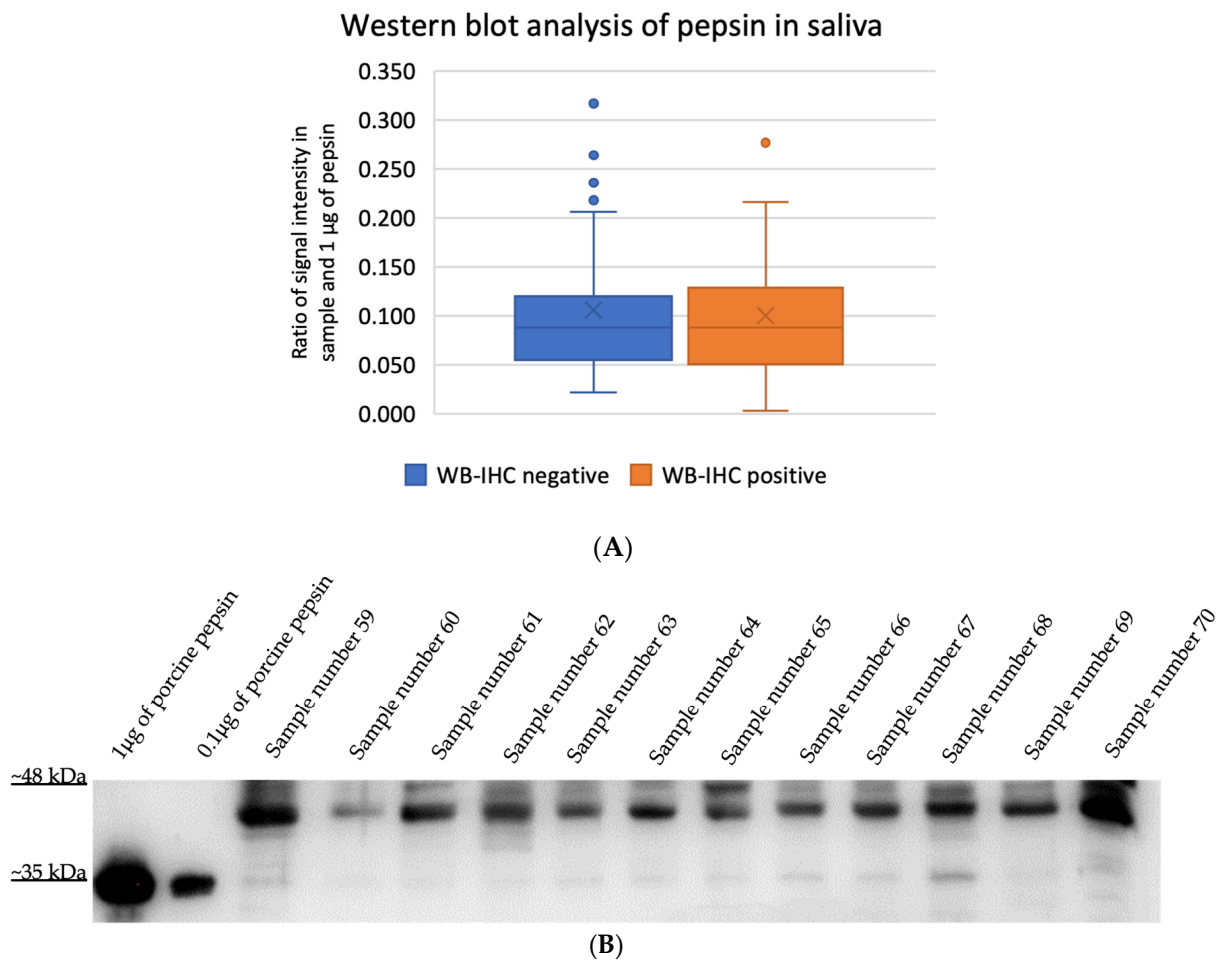 Western blot analysis of pepsin in saliva
Ratio of signal intensity in
sample and 1 µg of pepsin
0.350
0.300
0.250
0.200
0.150
0.100
0.050
0.000
WB-IHC negative
WB-IHC positive
(A)
1µg of porcine pepsin
0.1µg of porcine pepsin
Sample number 59
Sample number 60
Sample number 61
Sample number 62
Sample number 63
Sample number 64
Sample number 65
Sample number 66
Sample number 67
Sample number 68
Sample number 69
Sample number 70
~48 kDa
~35 kDa
(B)